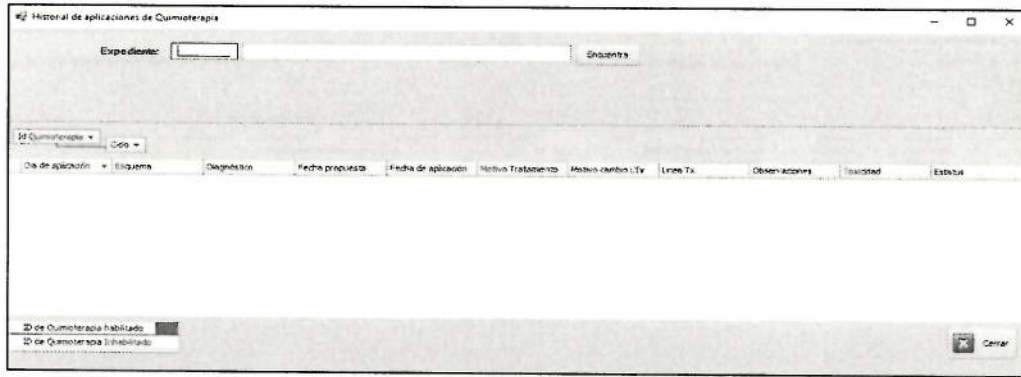 Historial de aplicaciones de Quimioterapia
Expediente: Encuentra
Id Quimioterapia
Ciclo
Día de aplicación Esquema Diagnóstico Fecha propuesta Fecha de aplicación Motivo Tratamiento Motivo cambio LTx Linea Tx Observaciones Toxicidad Estatus
ID de Quimioterapia habilitado
ID de Quimioterapia Inhabilitado
Cerrar